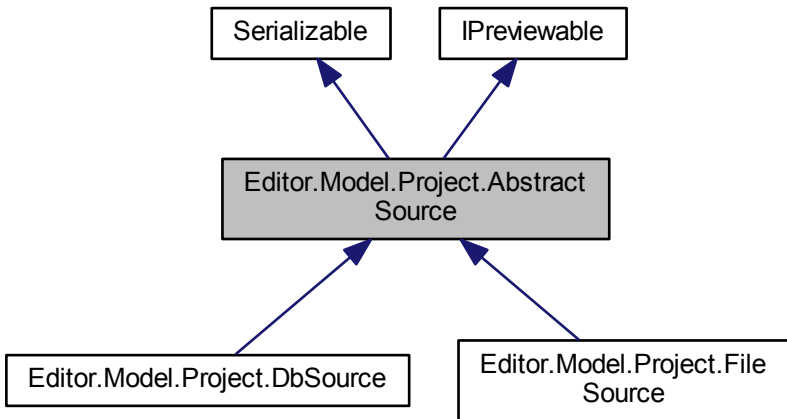 Serializable
IPreviewable
Editor.Model.Project.Abstract
Source
Editor.Model.Project.DbSource
Editor.Model.Project.File
Source